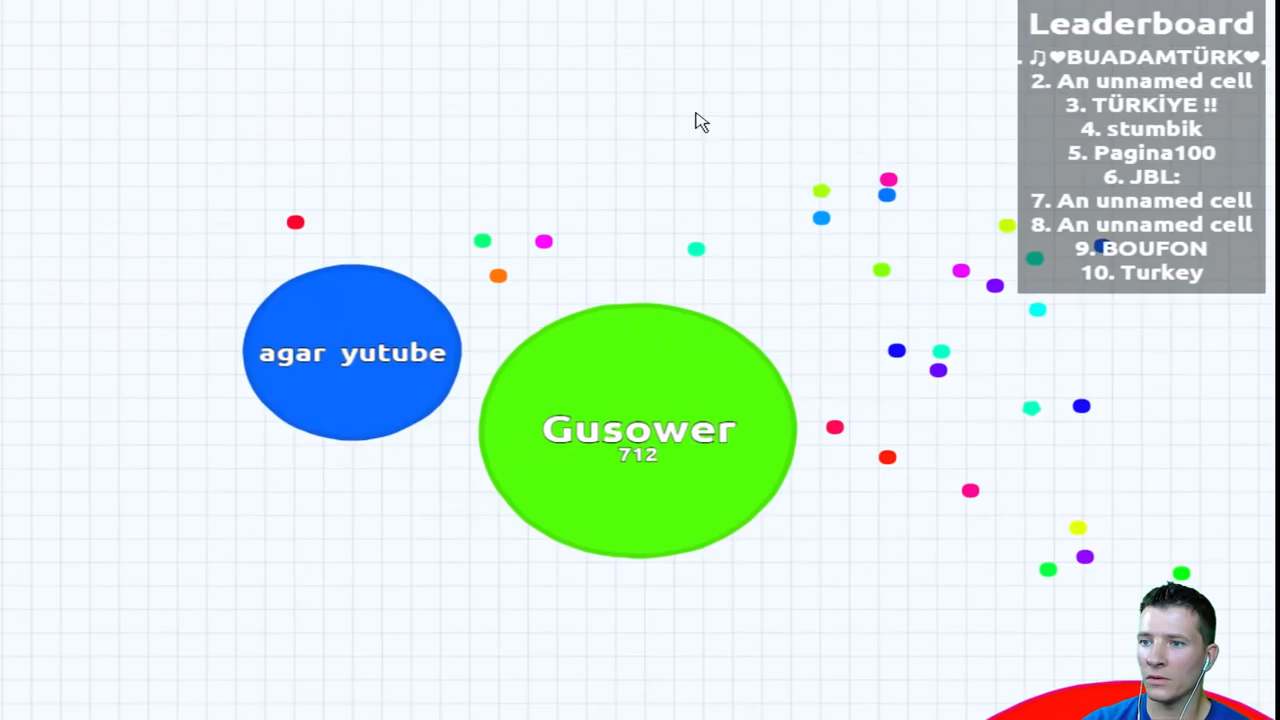 Leaderboard
. ♫♥BUADAMTÜRK♥.
2. An unnamed cell
3. TÜRKİYE !!
4. stumbik
5. Pagina100
6. JBL:
7. An unnamed cell
8. An unnamed cell
9. BOUFON
10. Turkey
agar yutube
Gusower
712